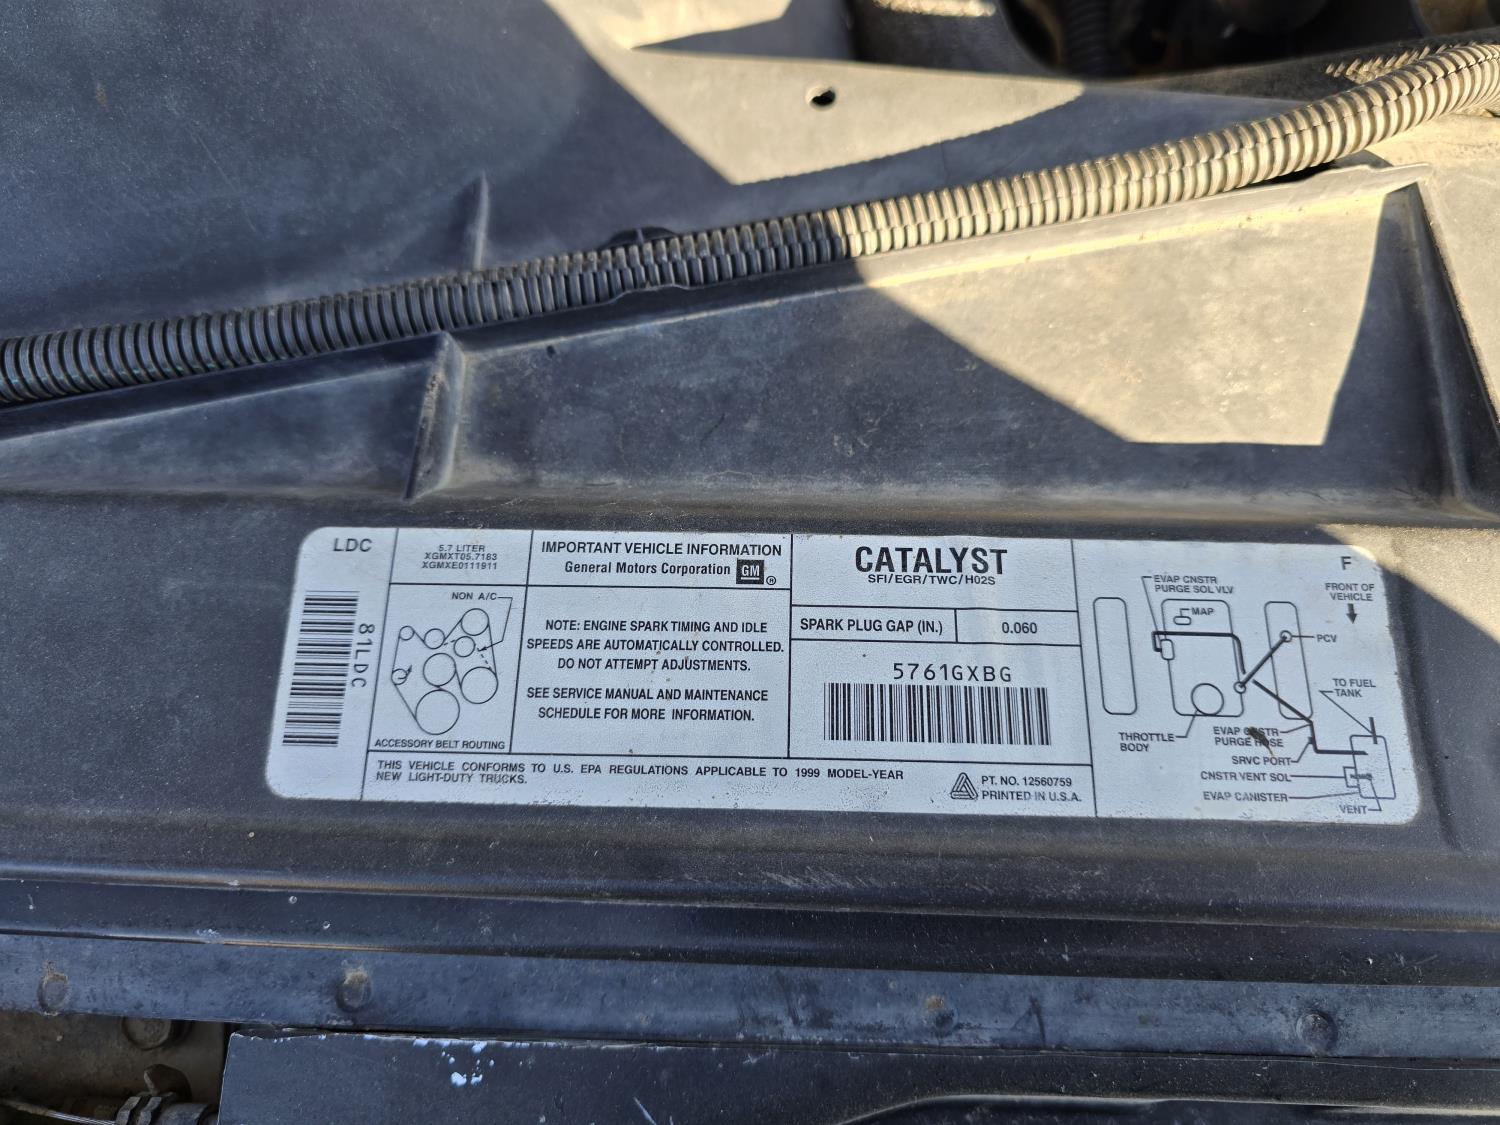 LDC
81LDC
5.7 LITER
XGMXT05.7183
XGMXE0111911
NON A/C
ACCESSORY BELT ROUTING
IMPORTANT VEHICLE INFORMATION
General Motors Corporation GM ®
NOTE: ENGINE SPARK TIMING AND IDLE
SPEEDS ARE AUTOMATICALLY CONTROLLED.
DO NOT ATTEMPT ADJUSTMENTS.
SEE SERVICE MANUAL AND MAINTENANCE
SCHEDULE FOR MORE INFORMATION.
CATALYST
SFI/EGR/TWC/HO2S
SPARK PLUG GAP (IN.) 0.060
5761GXBG
THIS VEHICLE CONFORMS TO U.S. EPA REGULATIONS APPLICABLE TO 1999 MODEL-YEAR
NEW LIGHT-DUTY TRUCKS.
PT. NO. 12560759
PRINTED IN U.S.A.
F
FRONT OF
VEHICLE
EVAP CNSTR
PURGE SOL VLV
MAP
PCV
TO FUEL
TANK
THROTTLE
BODY
EVAP CNSTR
PURGE HOSE
SRVC PORT
CNSTR VENT SOL
EVAP CANISTER
VENT